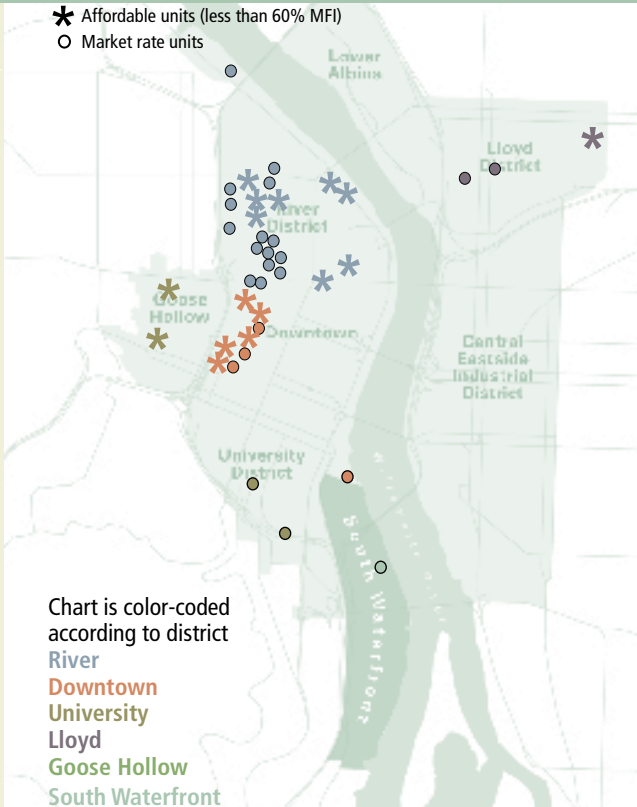 Affordable units (less than 60% MFI)
Market rate units
Lower
Albina
Lloyd
District
River
District
Goose
Hollow
Downtown
Central
Eastside
Industrial
District
University
District
South Waterfront
Chart is color-coded
according to district
River
Downtown
University
Lloyd
Goose Hollow
South Waterfront